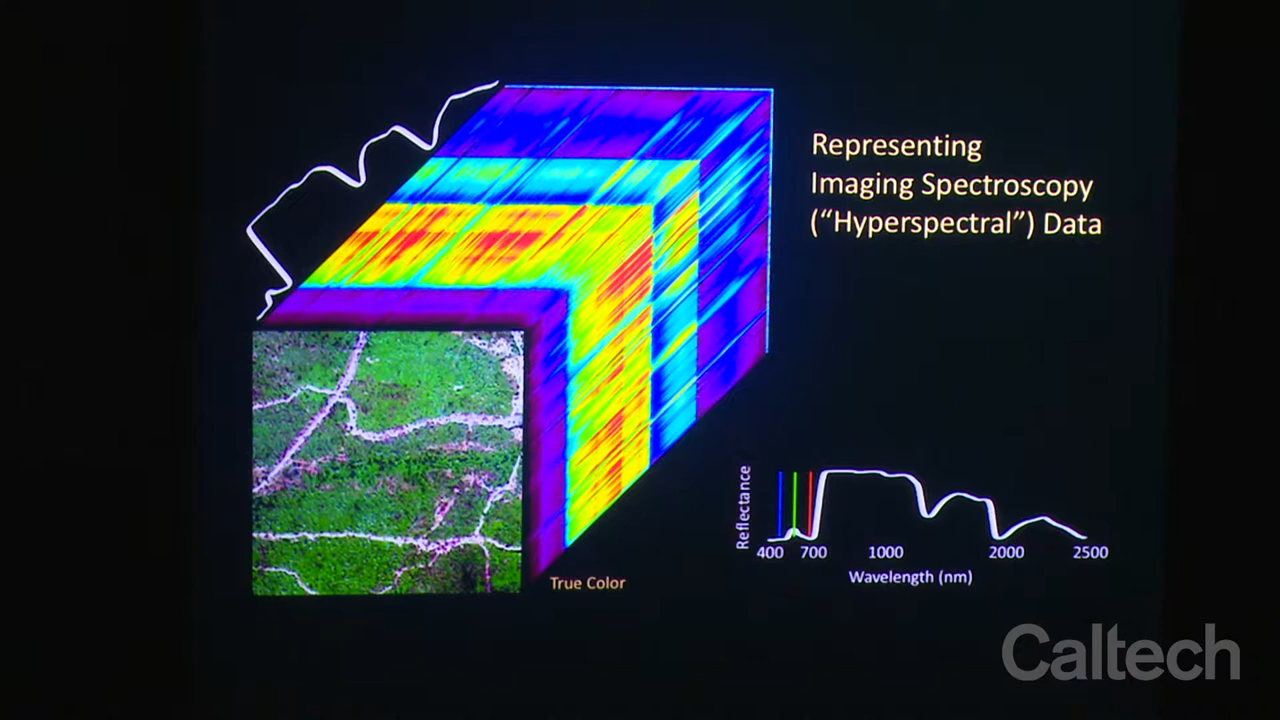 Representing
Imaging Spectroscopy
(“Hyperspectral”) Data
True Color
Reflectance
400 700 1000 2000 2500
Wavelength (nm)
Caltech